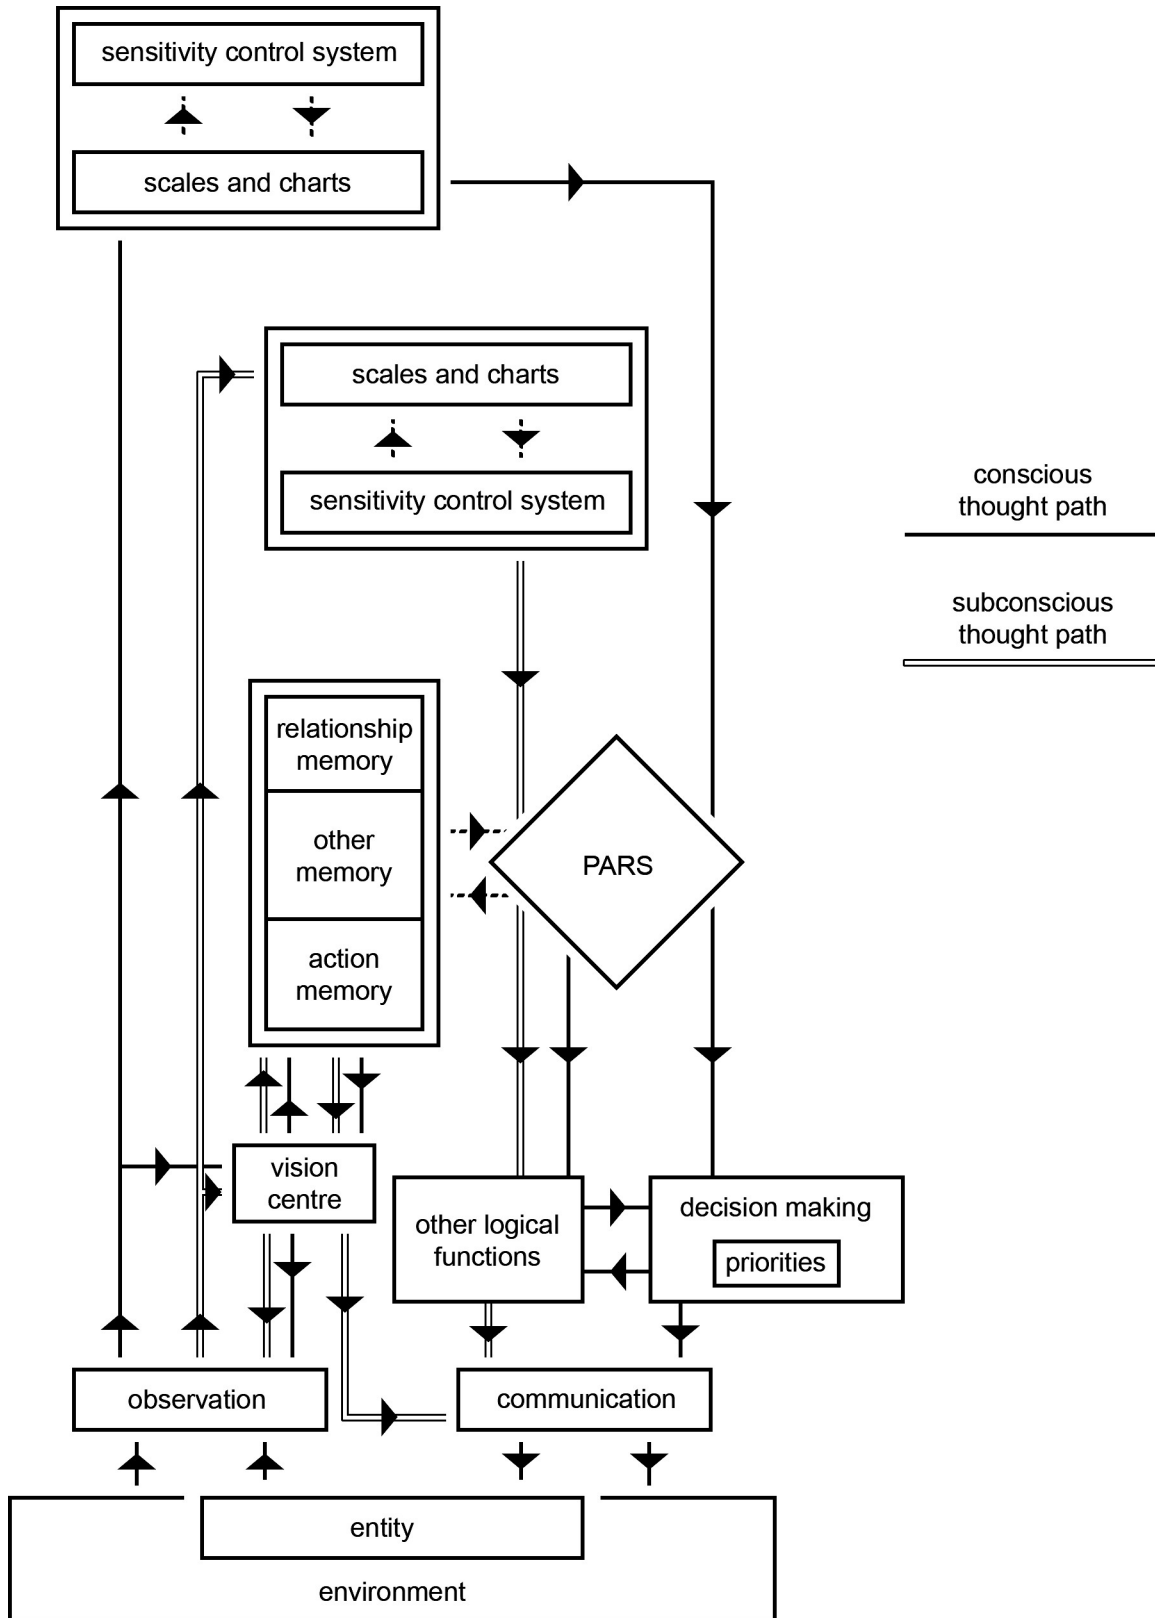 sensitivity control system
scales and charts
scales and charts
sensitivity control system
conscious
thought path
subconscious
thought path
relationship
memory
other
memory
action
memory
PARS
vision
centre
other logical
functions
decision making
priorities
observation
communication
entity
environment